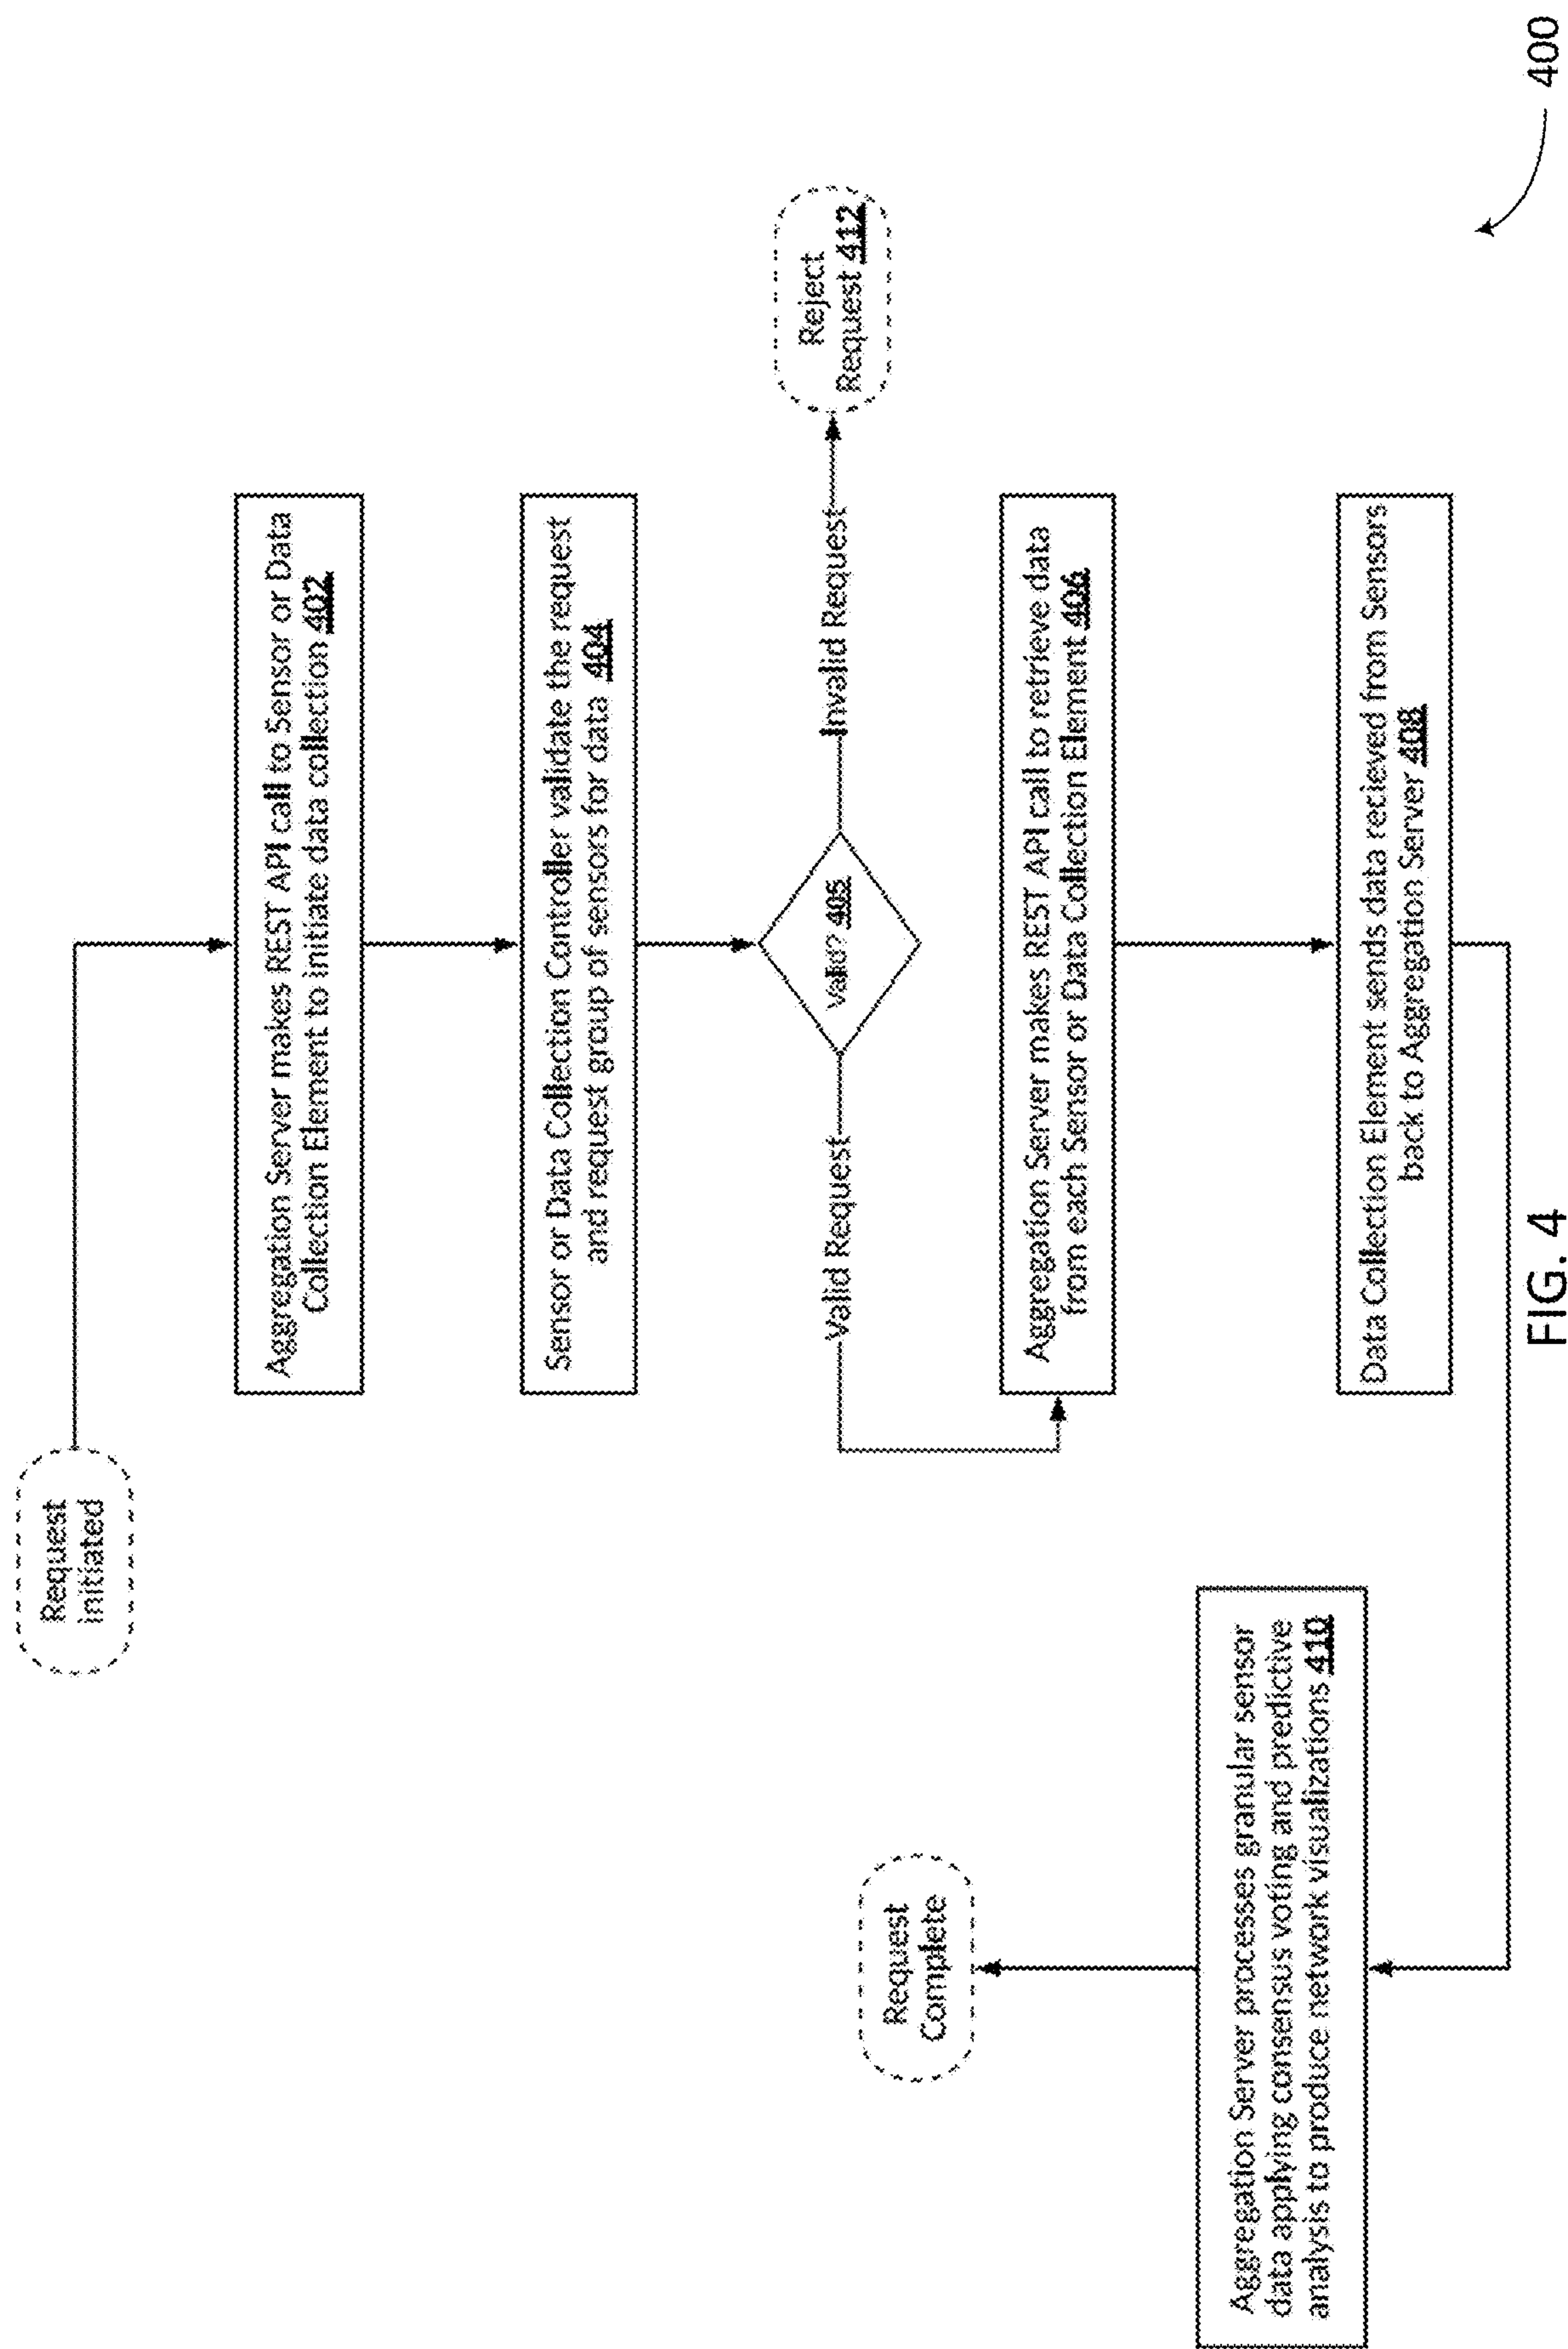 Request
initiated
Aggregation Server makes REST API call to Sensor or Data
Collection Element to initiate data collection 402
Sensor or Data Collection Controller validate the request
and request group of sensors for data 404
Valid? 405
Valid Request
Invalid Request
Reject
Request 412
Aggregation Server makes REST API call to retrieve data
from each Sensor or Data Collection Element 406
Data Collection Element sends data recieved from Sensors
back to Aggregation Server 408
Aggregation Server processes granular sensor
data applying consensus voting and predictive
analysis to produce network visualizations 410
Request
Complete
FIG. 4
400